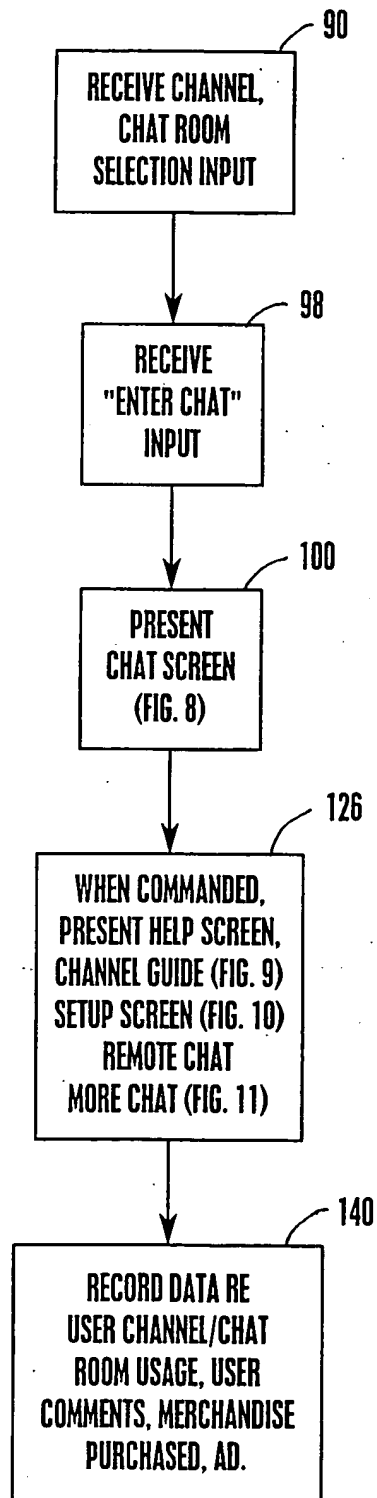 90
RECEIVE CHANNEL,
CHAT ROOM
SELECTION INPUT
98
RECEIVE
"ENTER CHAT"
INPUT
100
PRESENT
CHAT SCREEN
(FIG. 8)
126
WHEN COMMANDED,
PRESENT HELP SCREEN,
CHANNEL GUIDE (FIG. 9)
SETUP SCREEN (FIG. 10)
REMOTE CHAT
MORE CHAT (FIG. 11)
140
RECORD DATA RE
USER CHANNEL/CHAT
ROOM USAGE, USER
COMMENTS, MERCHANDISE
PURCHASED, AD.